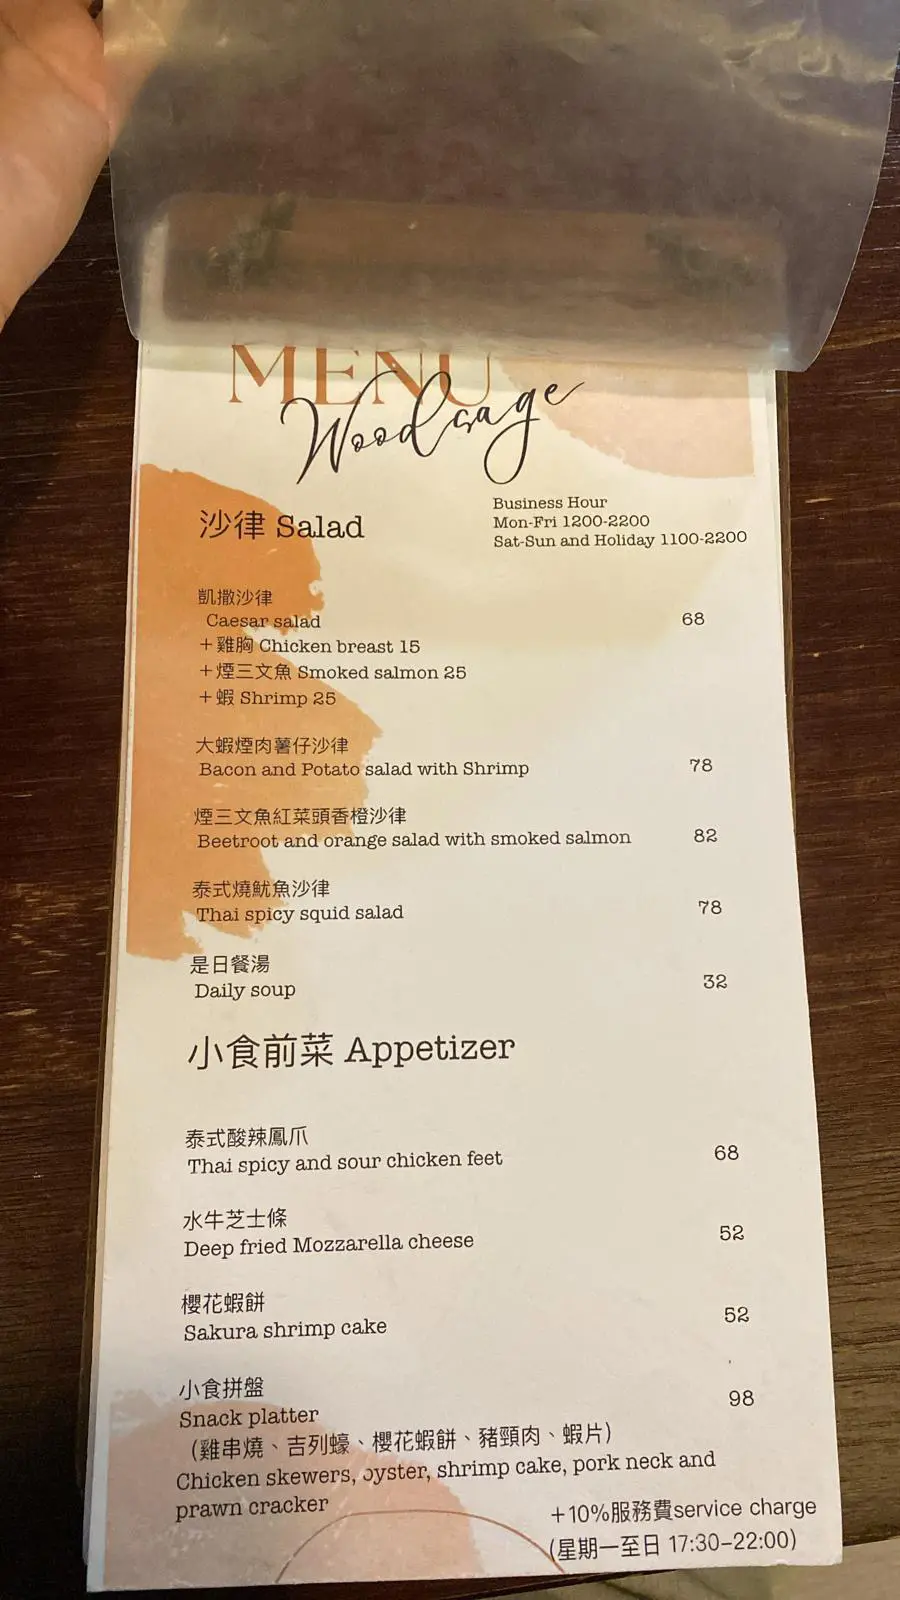 MENU
Woodsage
沙律 Salad
Business Hour
Mon-Fri 1200-2200
Sat-Sun and Holiday 1100-2200
凱撒沙律
Caesar salad 68
+雞胸 Chicken breast 15
+煙三文魚 Smoked salmon 25
+蝦 Shrimp 25
大蝦煙肉薯仔沙律
Bacon and Potato salad with Shrimp 78
煙三文魚紅菜頭香橙沙律
Beetroot and orange salad with smoked salmon 82
泰式燒魷魚沙律
Thai spicy squid salad 78
是日餐湯
Daily soup 32
小食前菜 Appetizer
泰式酸辣鳳爪
Thai spicy and sour chicken feet 68
水牛芝士條
Deep fried Mozzarella cheese 52
櫻花蝦餅
Sakura shrimp cake 52
小食拼盤
Snack platter 98
(雞串燒、吉列蠔、櫻花蝦餅、豬頸肉、蝦片)
Chicken skewers, oyster, shrimp cake, pork neck and
prawn cracker
+10%服務費service charge
(星期一至日 17:30-22:00)